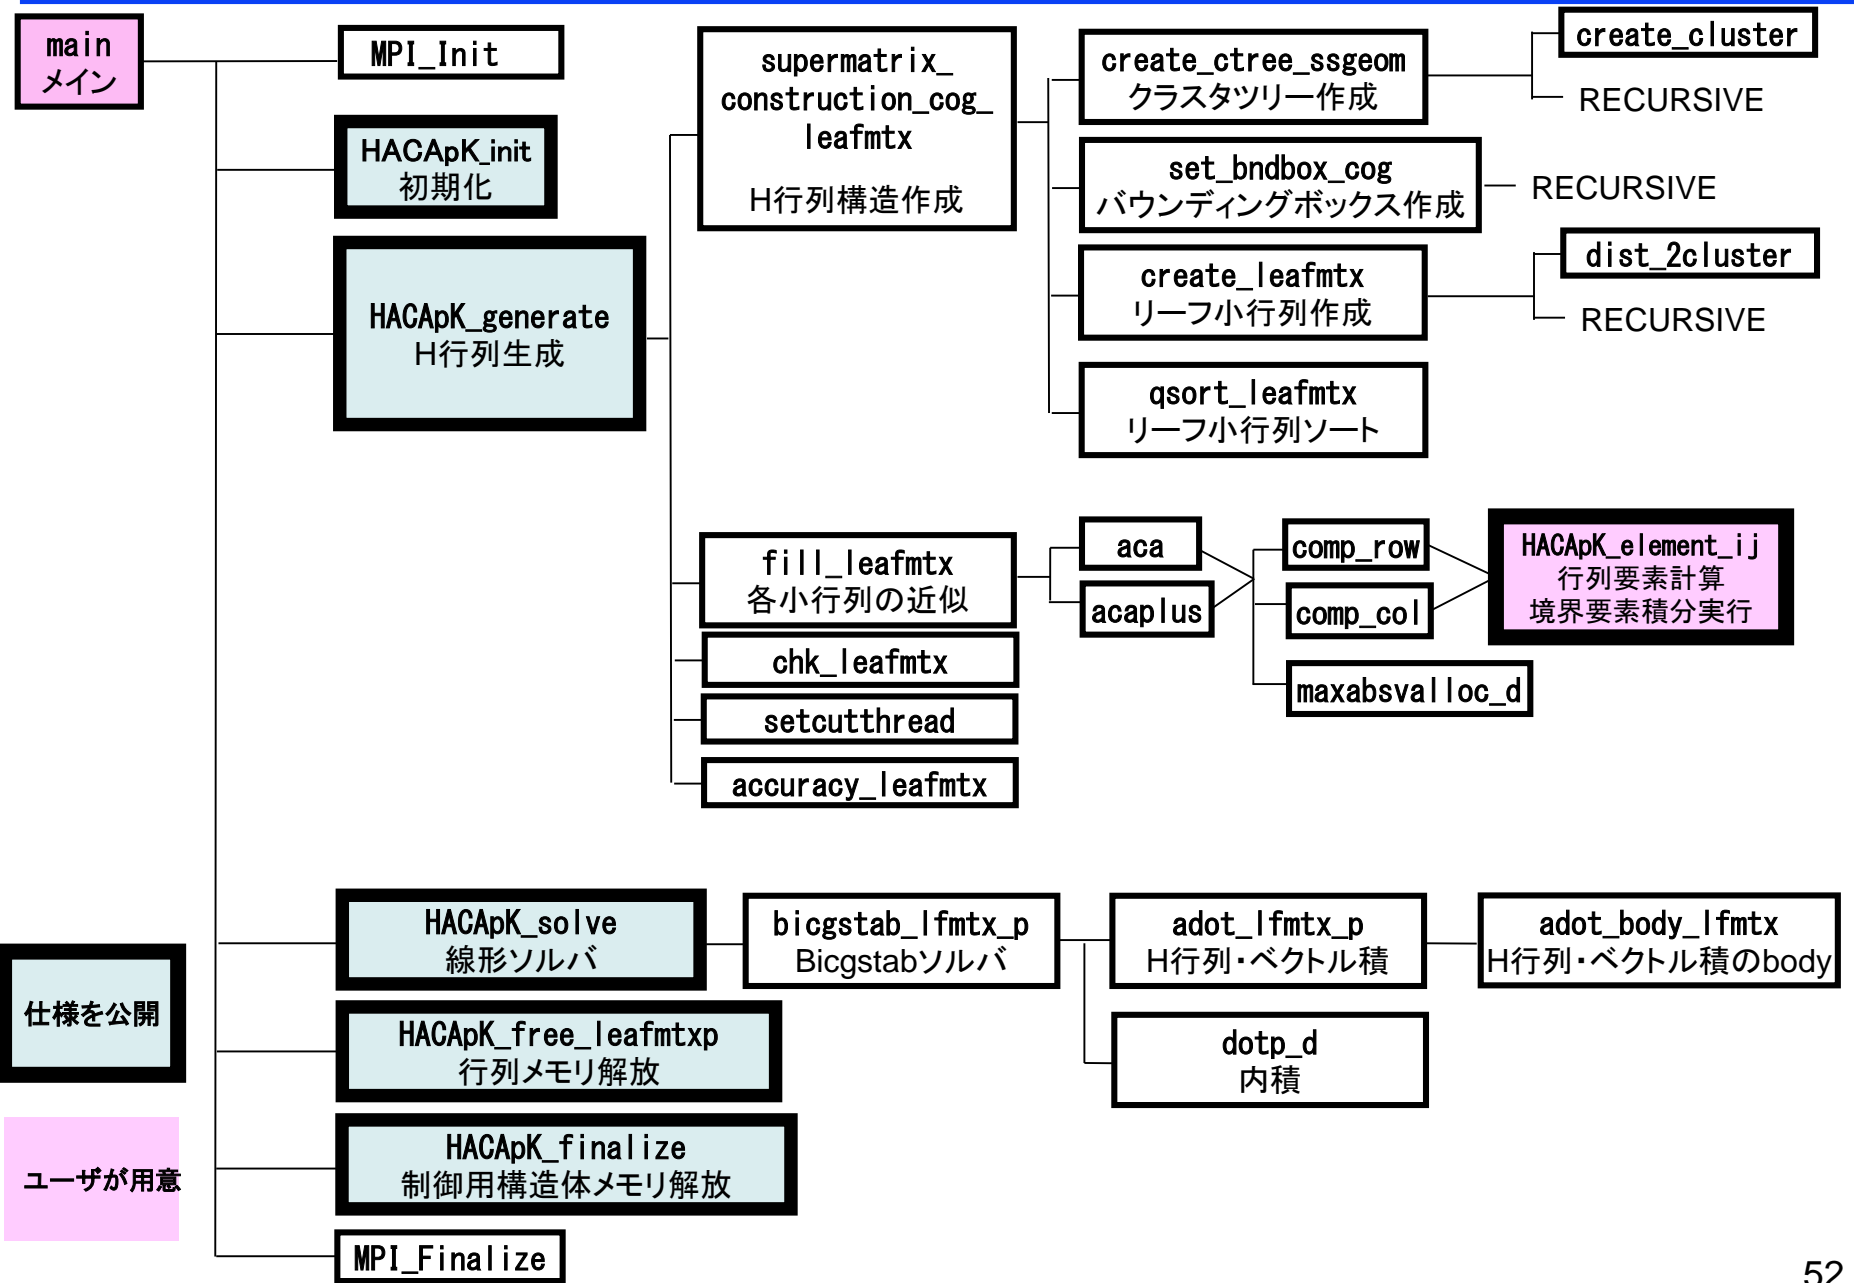 main
メイン
MPI_Init
HACApK_init
初期化
HACApK_generate
H行列生成
supermatrix_
construction_cog_
leafmtx
H行列構造作成
create_ctree_ssgeom
クラスタツリー作成
create_cluster
RECURSIVE
set_bndbox_cog
バウンディングボックス作成
RECURSIVE
create_leafmtx
リーフ小行列作成
dist_2cluster
RECURSIVE
qsort_leafmtx
リーフ小行列ソート
fill_leafmtx
各小行列の近似
aca
acaplus
comp_row
comp_col
maxabsvalloc_d
HACApK_element_ij
行列要素計算
境界要素積分実行
chk_leafmtx
setcutthread
accuracy_leafmtx
HACApK_solve
線形ソルバ
bicgstab_lfmtx_p
Bicgstabソルバ
adot_lfmtx_p
H行列・ベクトル積
adot_body_lfmtx
H行列・ベクトル積のbody
dotp_d
内積
HACApK_free_leafmtxp
行列メモリ解放
HACApK_finalize
制御用構造体メモリ解放
MPI_Finalize
仕様を公開
ユーザが用意
52